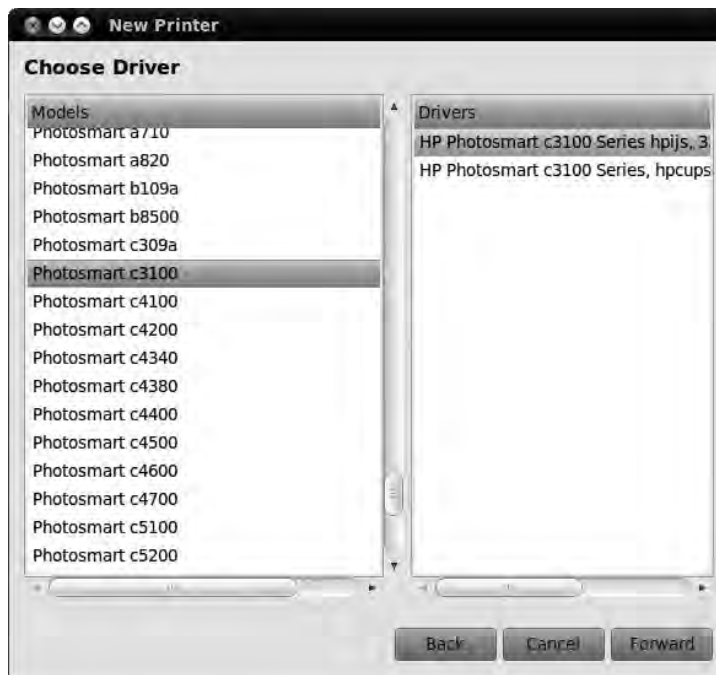 New Printer
Choose Driver
Models
Photosmart a710
Photosmart a820
Photosmart b109a
Photosmart b8500
Photosmart c309a
Photosmart c3100
Photosmart c4100
Photosmart c4200
Photosmart c4340
Photosmart c4380
Photosmart c4400
Photosmart c4500
Photosmart c4600
Photosmart c4700
Photosmart c5100
Photosmart c5200
Drivers
HP Photosmart c3100 Series hpijs, 3
HP Photosmart c3100 Series, hpcups
Back
Cancel
Forward